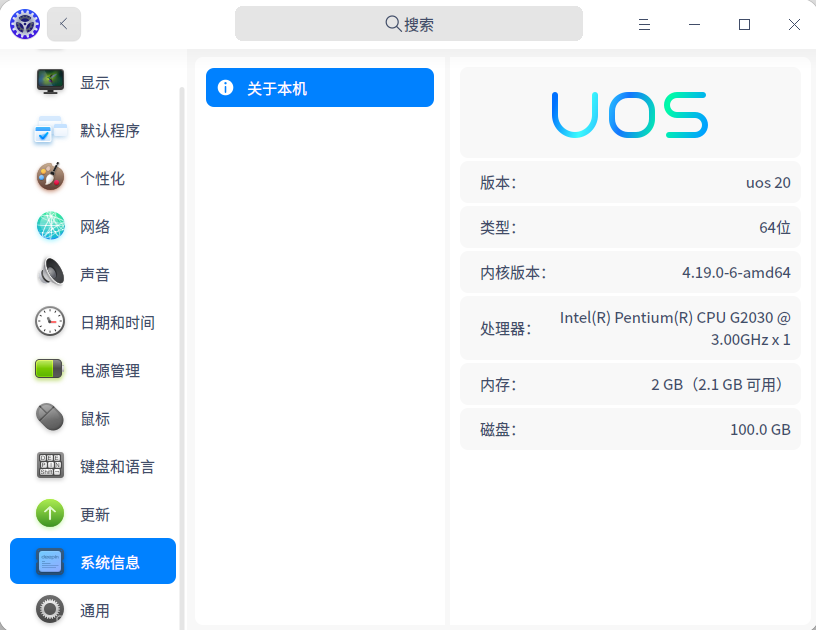 搜索
显示
默认程序
个性化
网络
声音
日期和时间
电源管理
鼠标
键盘和语言
更新
系统信息
通用
关于本机
uos
版本： uos 20
类型： 64位
内核版本： 4.19.0-6-amd64
处理器： Intel(R) Pentium(R) CPU G2030 @
3.00GHz x 1
内存： 2 GB（2.1 GB 可用）
磁盘： 100.0 GB